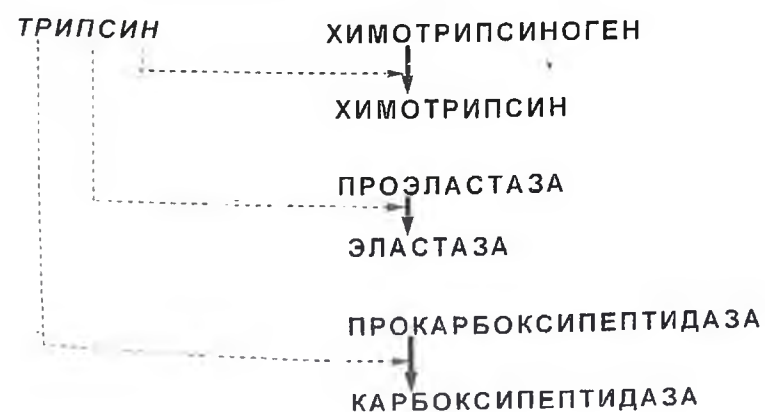 ТРИПСИН
ХИМОТРИПСИНОГЕН
ХИМОТРИПСИН
ПРОЭЛАСТАЗА
ЭЛАСТАЗА
ПРОКАРБОКСИПЕПТИДАЗА
КАРБОКСИПЕПТИДАЗА